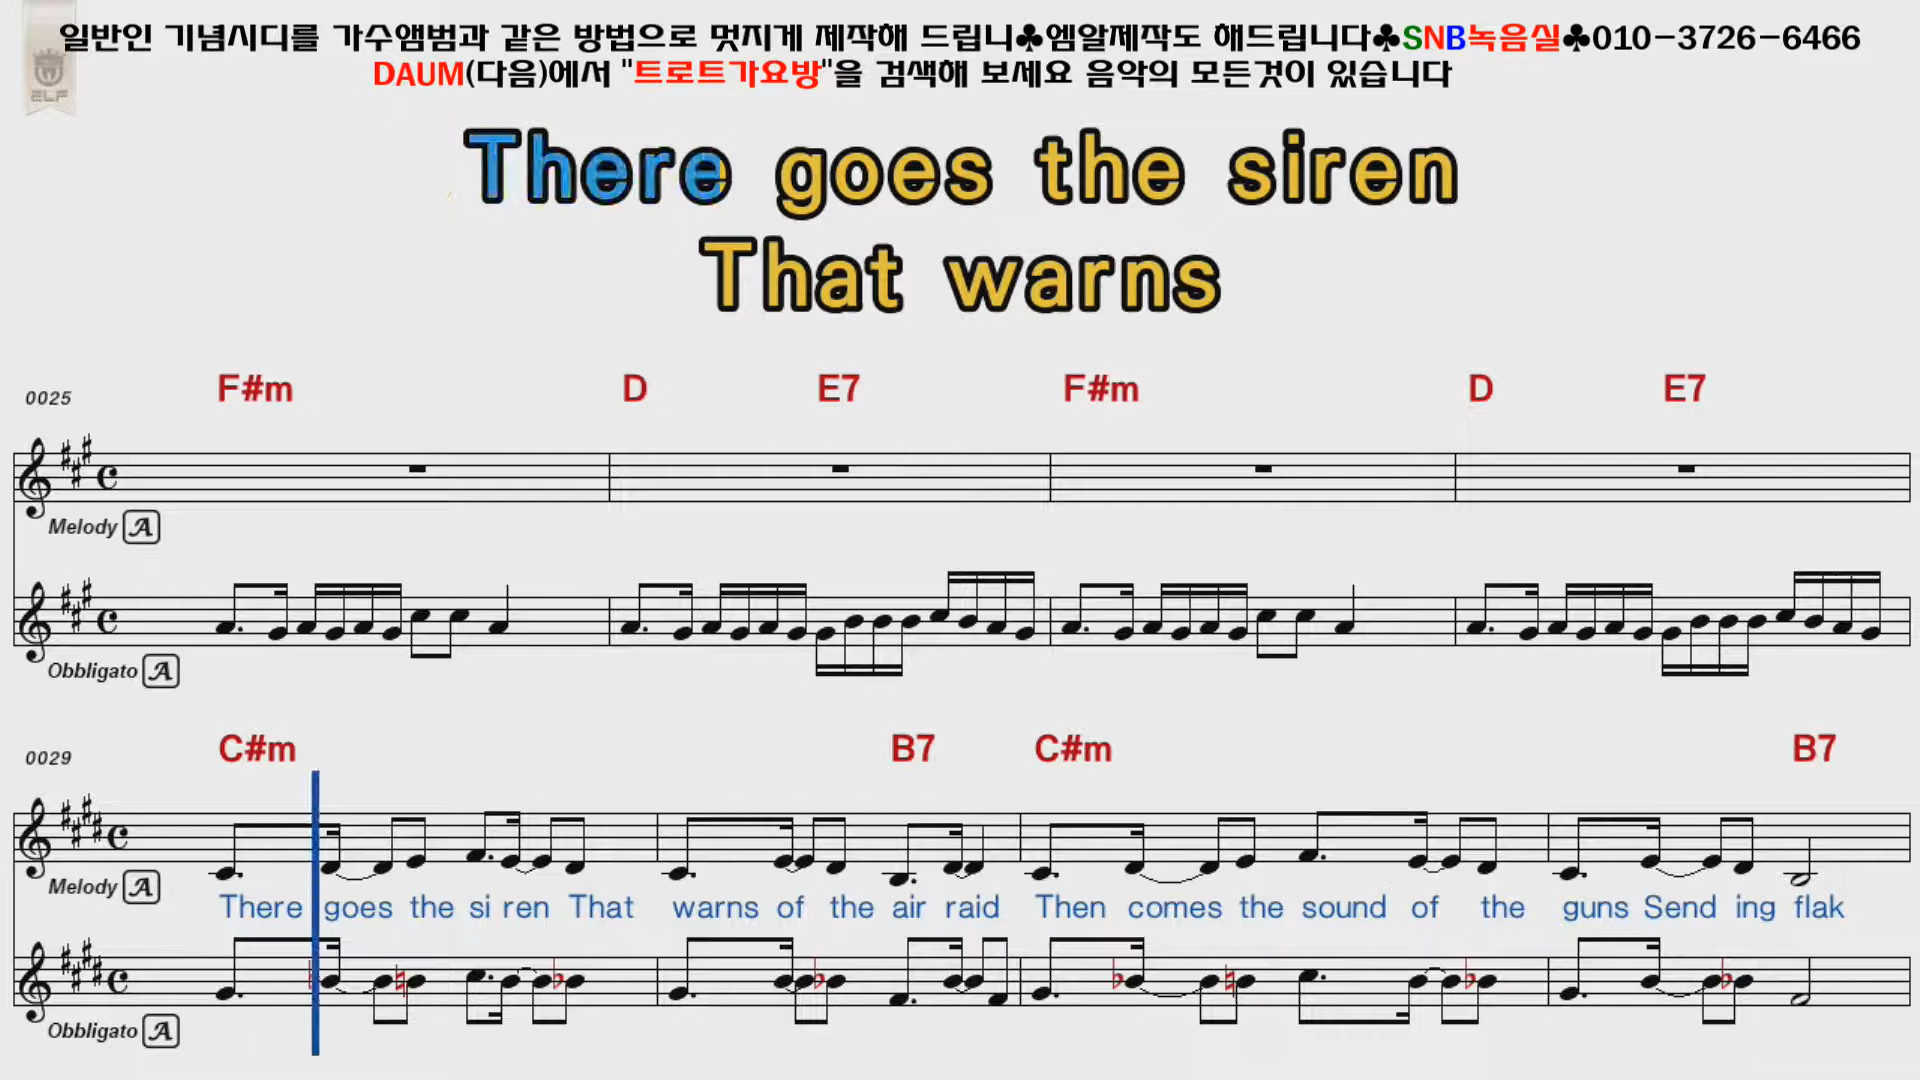 일반인 기념시디를 가수앨범과 같은 방법으로 멋지게 제작해 드립니♣엠알제작도 해드립니다♣SNB녹음실♣010-3726-6466
DAUM(다음)에서 "트로트가요방"을 검색해 보세요 음악의 모든것이 있습니다
ELF
There goes the siren
That warns
0025 F#m D E7 F#m D E7
Melody A
Obbligato A
0029 C#m B7 C#m B7
Melody A
There goes the si ren That warns of the air raid Then comes the sound of the guns Send ing flak
Obbligato A